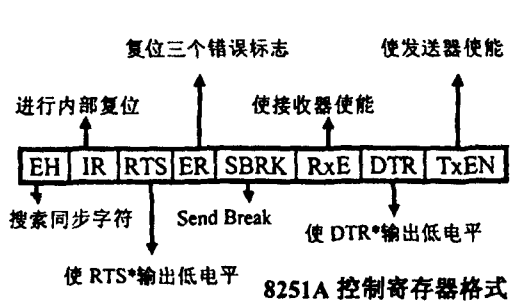 复位三个错误标志
使发送器使能
进行内部复位
使接收器使能
EH IR RTS ER SBRK RxE DTR TxEN
搜索同步字符
Send Break
使 DTR*输出低电平
使 RTS*输出低电平
8251A 控制寄存器格式